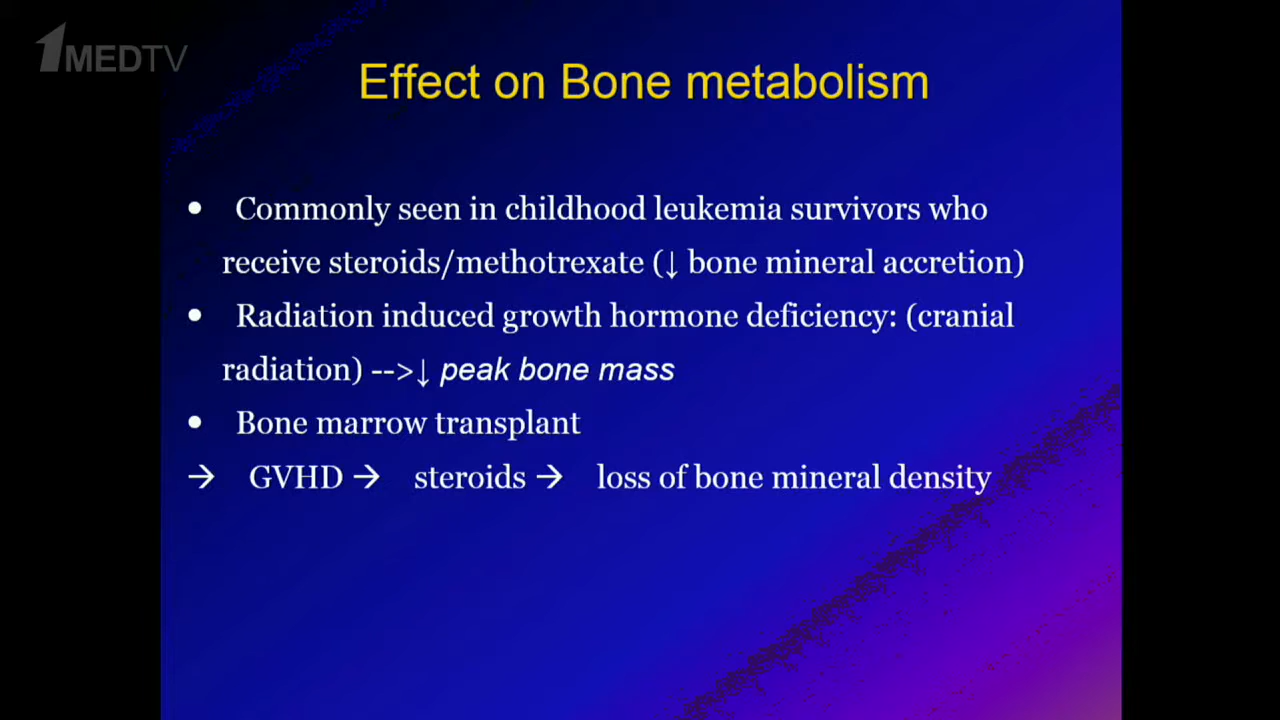 1MEDTV
Effect on Bone metabolism
• Commonly seen in childhood leukemia survivors who
receive steroids/methotrexate (↓ bone mineral accretion)
• Radiation induced growth hormone deficiency: (cranial
radiation) -->↓ peak bone mass
• Bone marrow transplant
→ GVHD → steroids → loss of bone mineral density